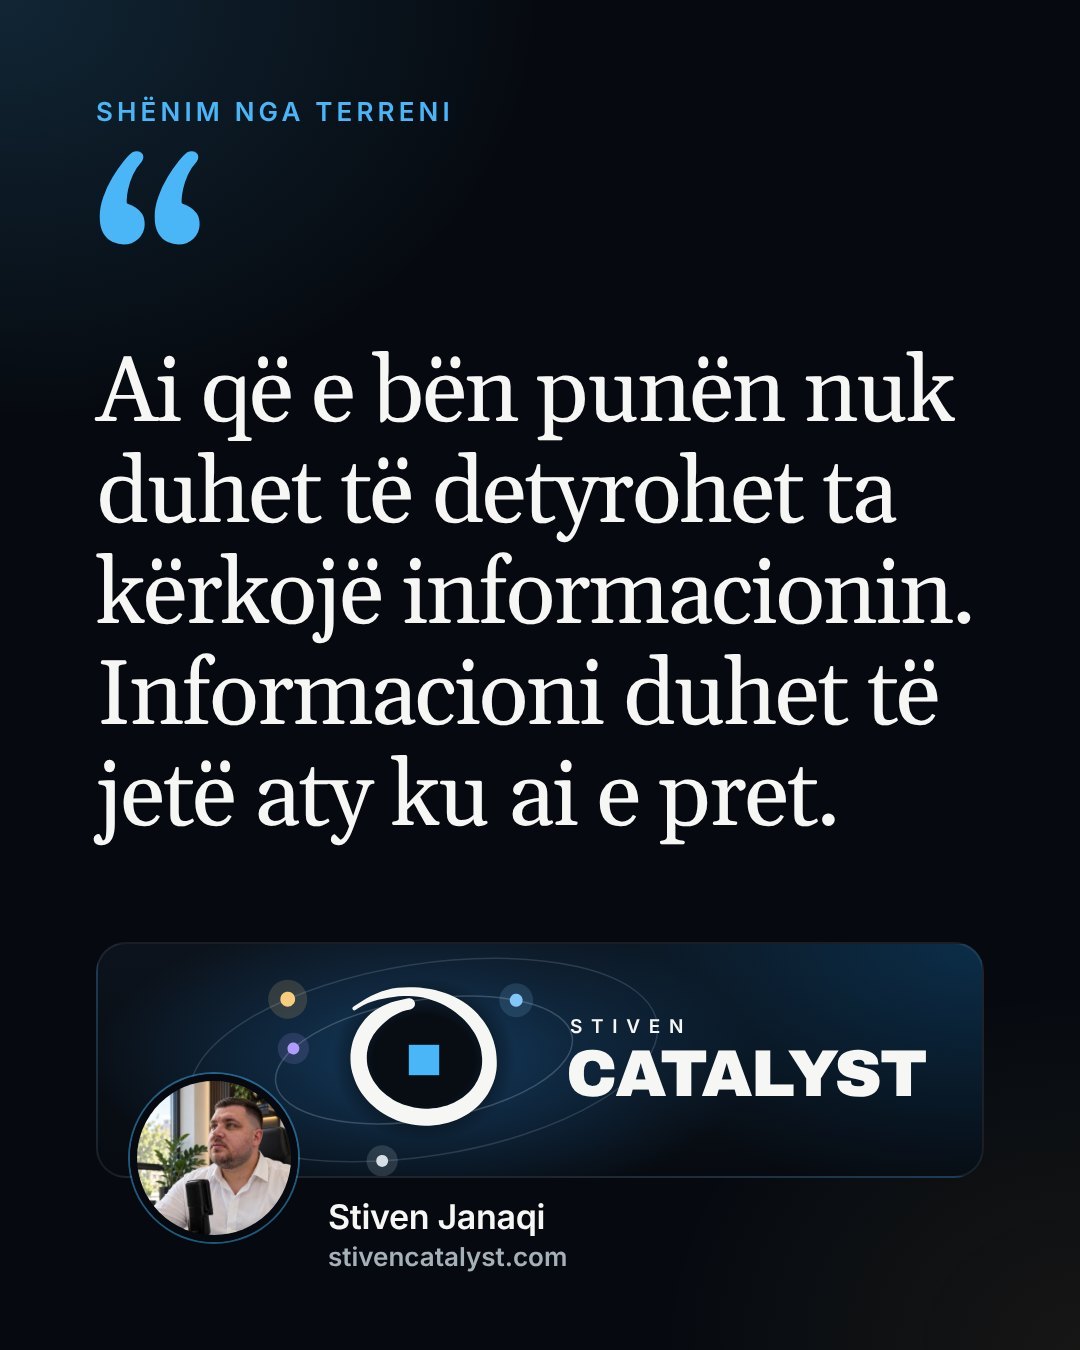 SHËNIM NGA TERRENI
“
Ai që e bën punën nuk
duhet të detyrohet ta
kërkojë informacionin.
Informacioni duhet të
jetë aty ku ai e pret.
STIVEN
CATALYST
Stiven Janaqi
stivencatalyst.com